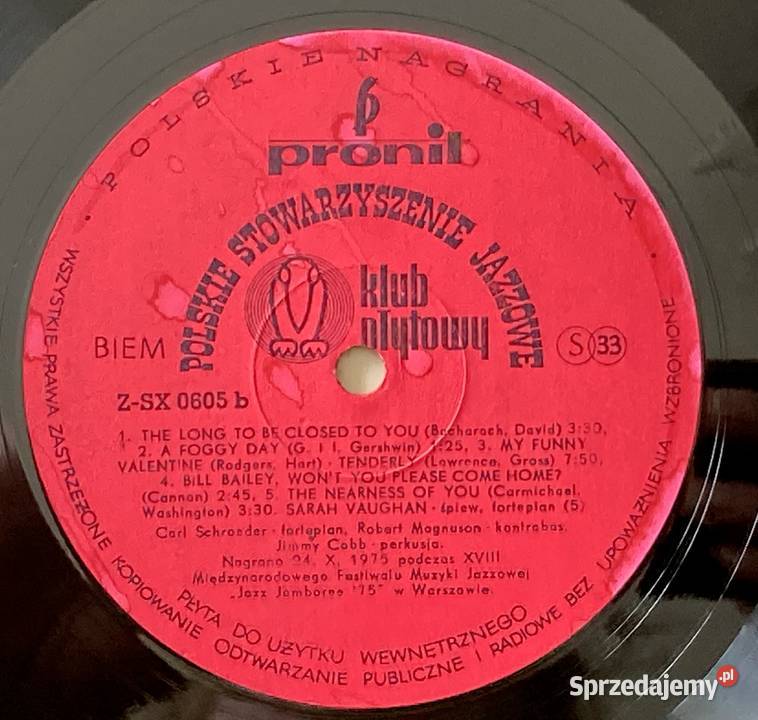 POLSKIE NAGRANIA
pronit
POLSKIE STOWARZYSZENIE JAZZOWE
klub
płytowy
BIEM
S 33
Z-SX 0605 b
1. THE LONG TO BE CLOSED TO YOU (Bacharach, David) 3:30,
2. A FOGGY DAY (G. i I. Gershwin) 1:25, 3. MY FUNNY
VALENTINE (Rodgers, Hart) - TENDERLY (Lawrence, Gross) 7:50,
4. BILL BAILEY, WON'T YOU PLEASE COME HOME?
(Cannon) 2:45, 5. THE NEARNESS OF YOU (Carmichael,
Washington) 3:30. SARAH VAUGHAN - śpiew, fortepian (5)
Carl Schroeder - fortepian, Robert Magnuson - kontrabas,
Jimmy Cobb - perkusja.
Nagrano 24. X. 1975 podczas XVIII
Międzynarodowego Festiwalu Muzyki Jazzowej
„Jazz Jamboree '75" w Warszawie.
PŁYTA DO UŻYTKU WEWNĘTRZNEGO
WSZYSTKIE PRAWA ZASTRZEŻONE KOPIOWANIE ODTWARZANIE PUBLICZNE I RADIOWE BEZ UPOWAŻNIENIA WZBRONIONE
Sprzedajemy.pl